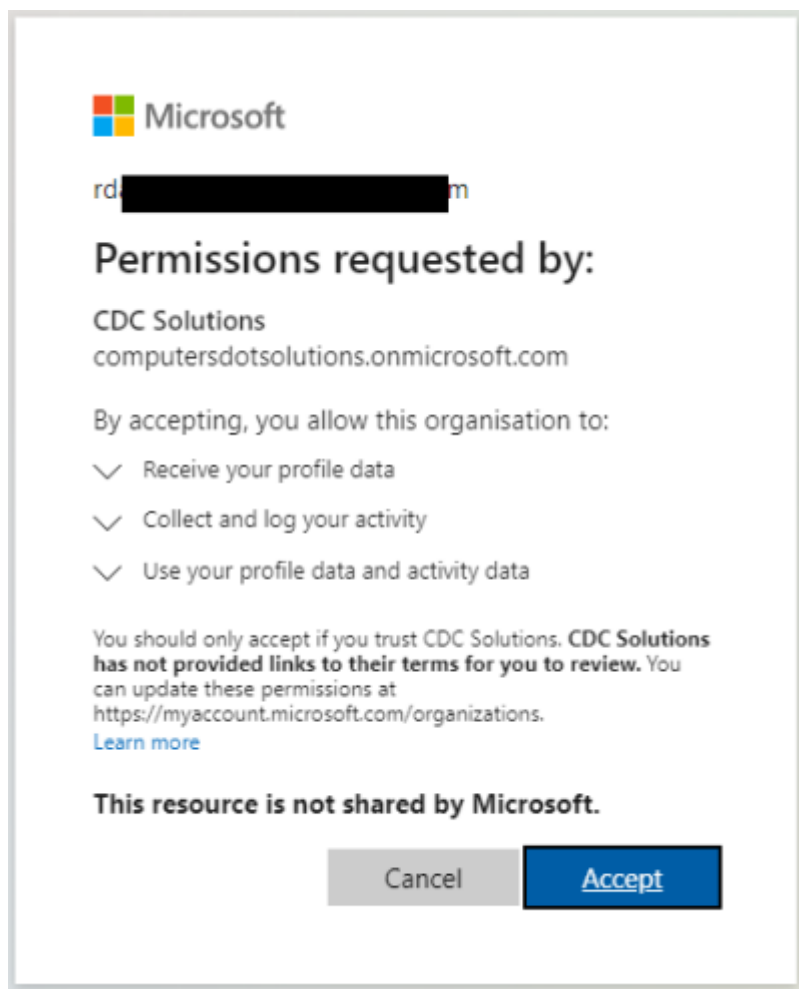 Microsoft
rd m
Permissions requested by:
CDC Solutions
computersdotsolutions.onmicrosoft.com
By accepting, you allow this organisation to:
Receive your profile data
Collect and log your activity
Use your profile data and activity data
You should only accept if you trust CDC Solutions. CDC Solutions
has not provided links to their terms for you to review. You
can update these permissions at
https://myaccount.microsoft.com/organizations.
Learn more
This resource is not shared by Microsoft.
Cancel Accept